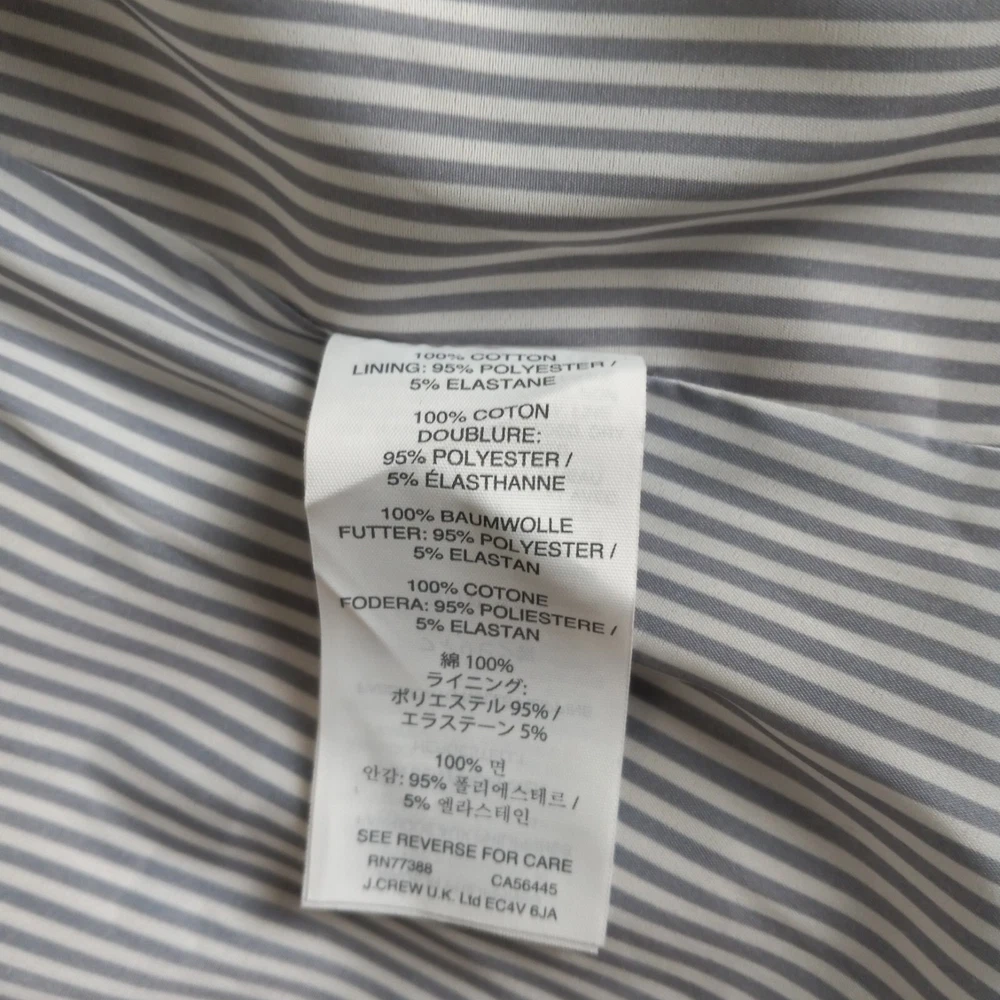 100% COTTON
LINING: 95% POLYESTER /
5% ELASTANE
100% COTON
DOUBLURE:
95% POLYESTER /
5% ÉLASTHANNE
100% BAUMWOLLE
FUTTER: 95% POLYESTER /
5% ELASTAN
100% COTONE
FODERA: 95% POLIESTERE /
5% ELASTAN
綿 100%
ライニング:
ポリエステル 95% /
エラステーン 5%
100% 면
안감: 95% 폴리에스테르 /
5% 엘라스테인
SEE REVERSE FOR CARE
RN77388 CA56445
J.CREW U.K. Ltd EC4V 6JA